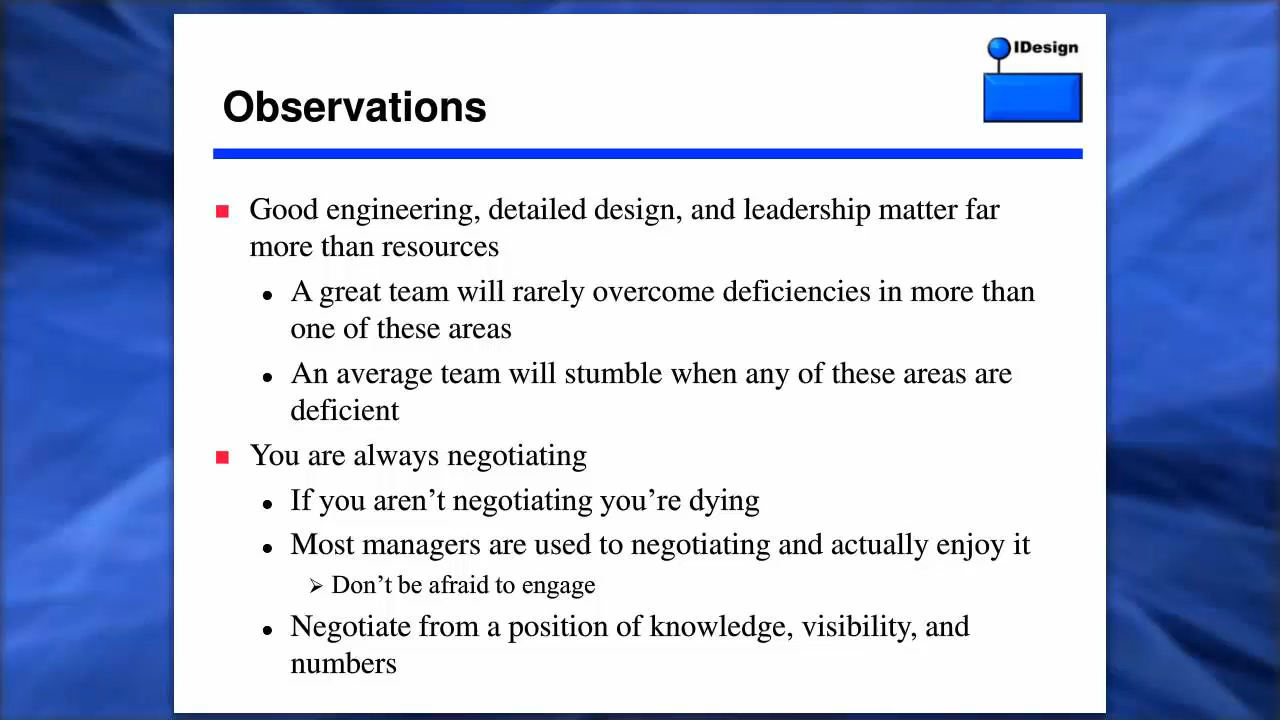 IDesign
Observations
Good engineering, detailed design, and leadership matter far
more than resources
A great team will rarely overcome deficiencies in more than
one of these areas
An average team will stumble when any of these areas are
deficient
You are always negotiating
If you aren’t negotiating you’re dying
Most managers are used to negotiating and actually enjoy it
Don’t be afraid to engage
Negotiate from a position of knowledge, visibility, and
numbers